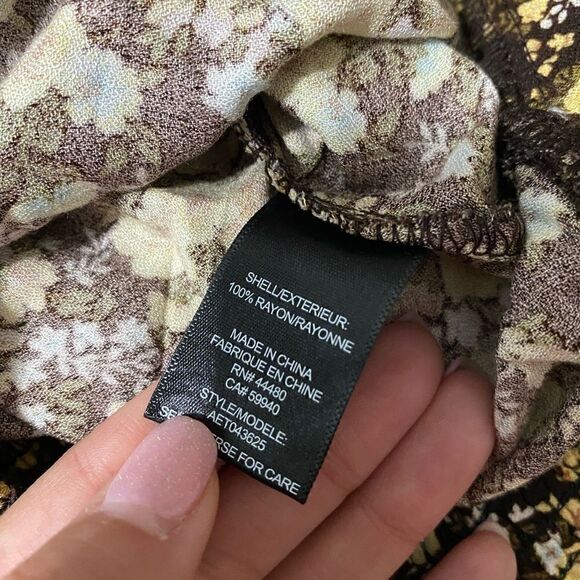 SHELL/EXTERIEUR:
100% RAYON/RAYONNE
MADE IN CHINA
FABRIQUE EN CHINE
RN# 44480
CA# 59940
STYLE/MODELE:
AET043625
FOR CARE